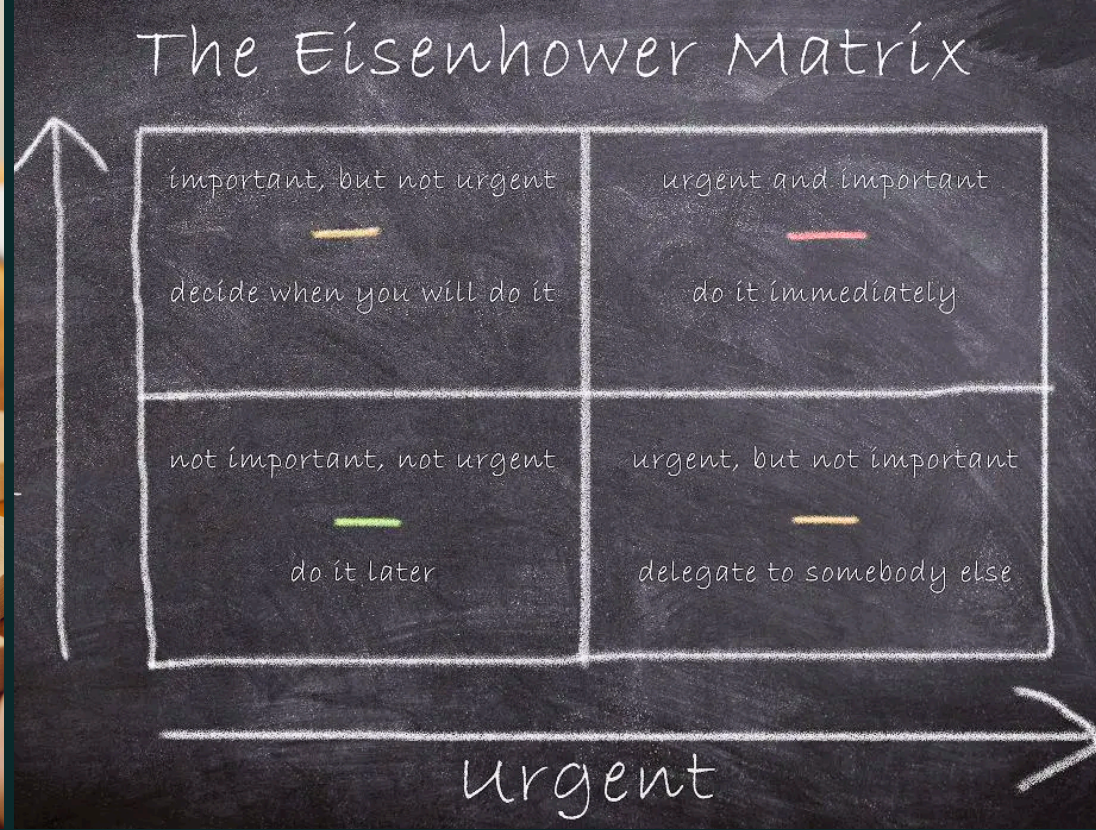 The Eisenhower Matrix
important, but not urgent
decide when you will do it
urgent and important
do it immediately
not important, not urgent
do it later
urgent, but not important
delegate to somebody else
Urgent